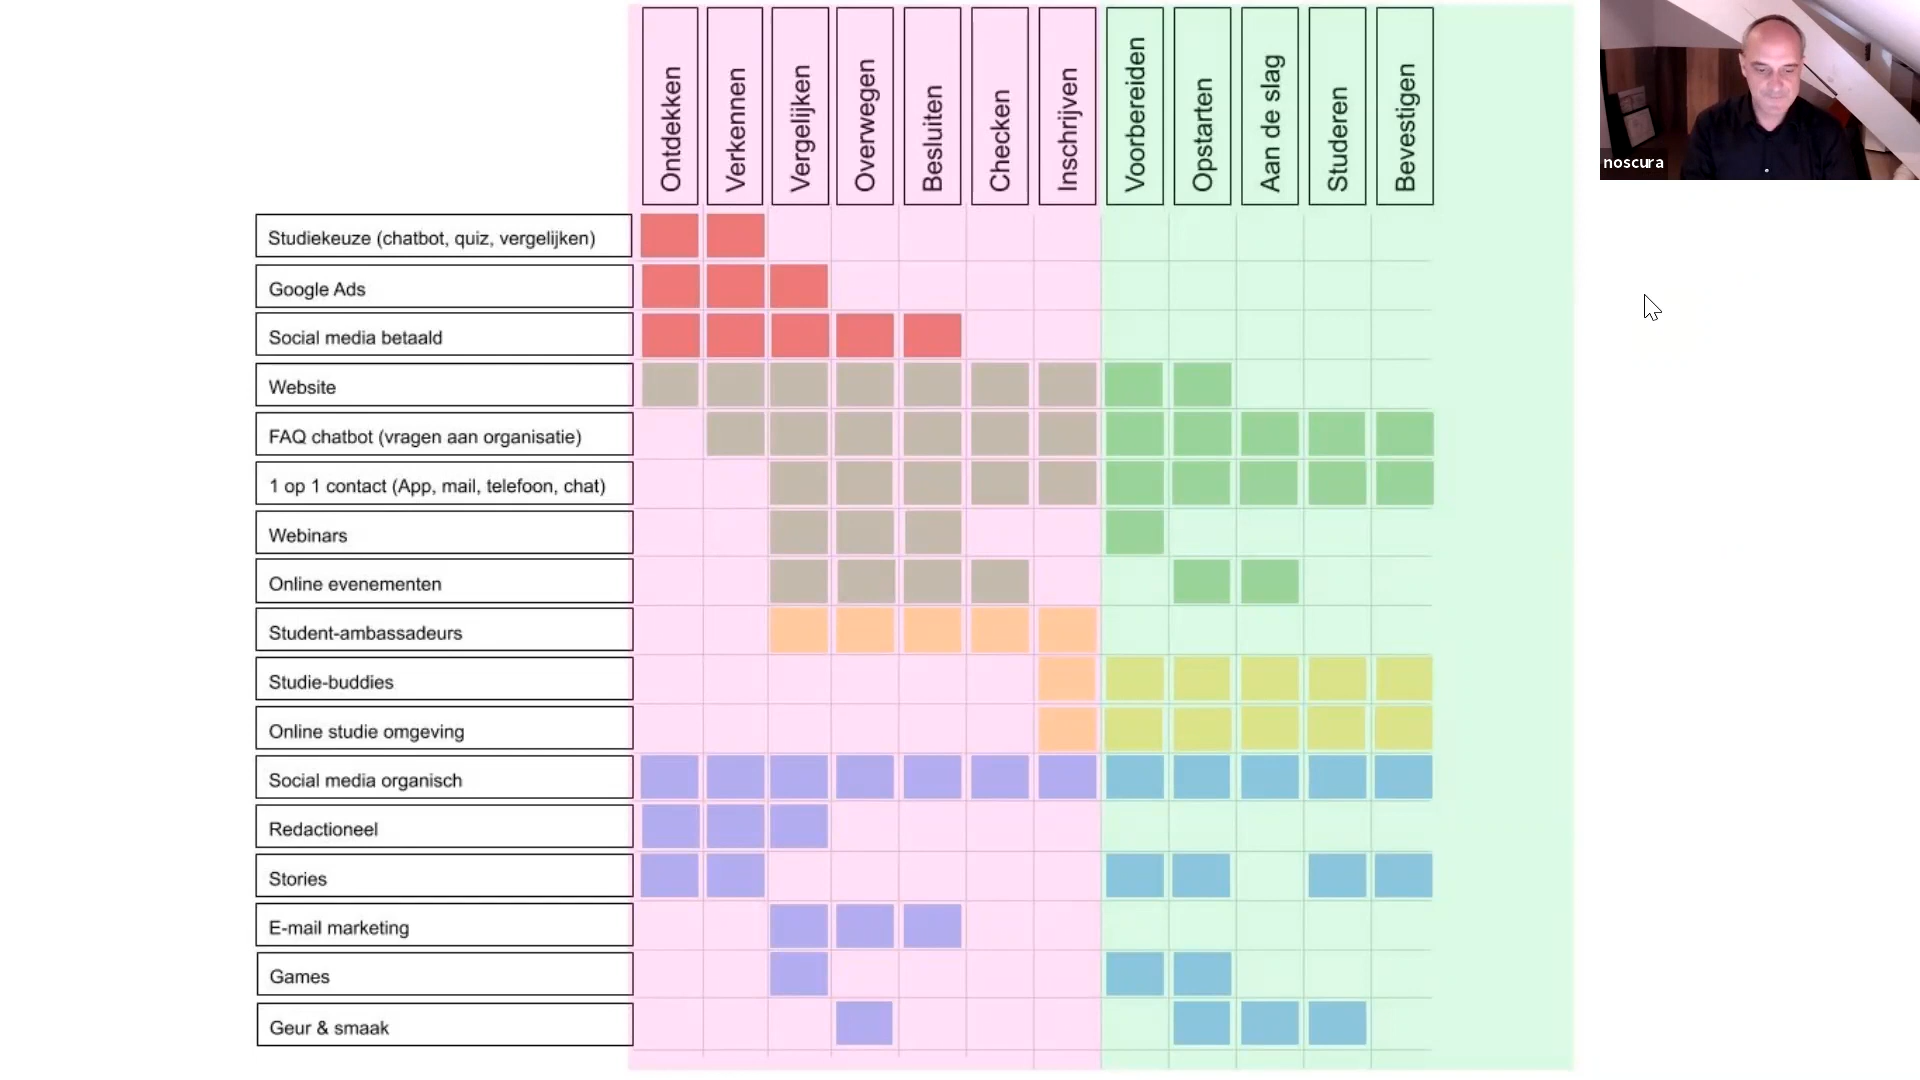 Ontdekken
Verkennen
Vergelijken
Overwegen
Besluiten
Checken
Inschrijven
Voorbereiden
Opstarten
Aan de slag
Studeren
Bevestigen
noscura
Studiekeuze (chatbot, quiz, vergelijken)
Google Ads
Social media betaald
Website
FAQ chatbot (vragen aan organisatie)
1 op 1 contact (App, mail, telefoon, chat)
Webinars
Online evenementen
Student-ambassadeurs
Studie-buddies
Online studie omgeving
Social media organisch
Redactioneel
Stories
E-mail marketing
Games
Geur & smaak